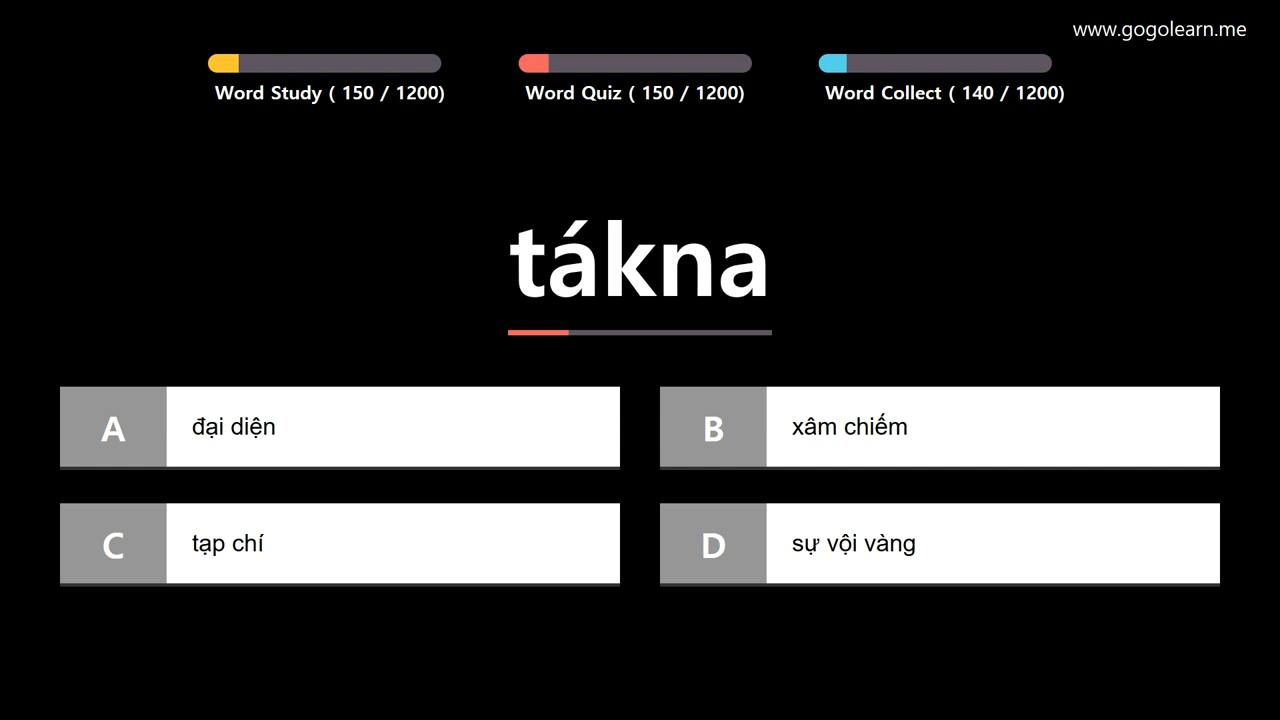 www.gogolearn.me
Word Study ( 150 / 1200)
Word Quiz ( 150 / 1200)
Word Collect ( 140 / 1200)
tákna
A
đại diện
B
xâm chiếm
C
tạp chí
D
sự vội vàng